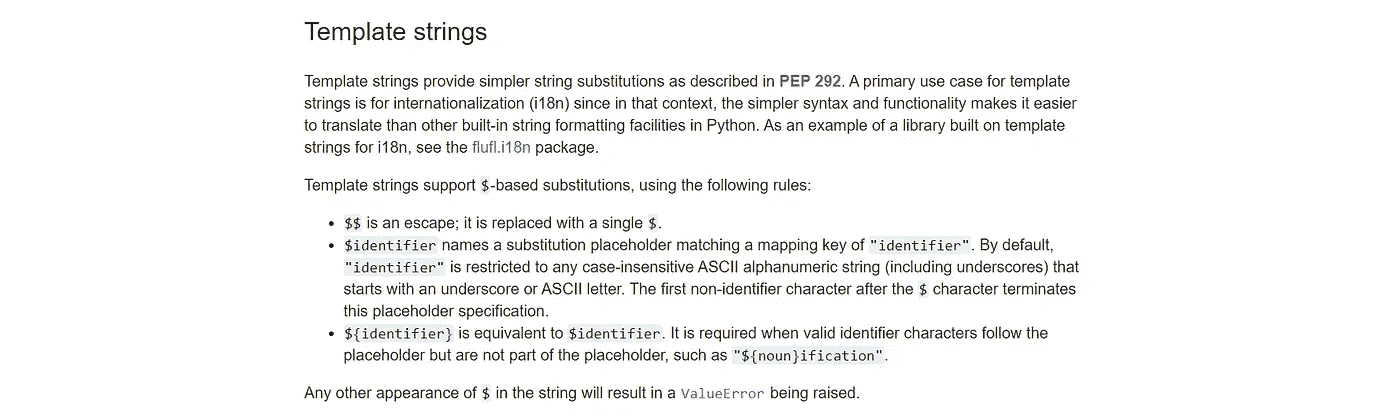 Template strings
Template strings provide simpler string substitutions as described in PEP 292. A primary use case for template
strings is for internationalization (i18n) since in that context, the simpler syntax and functionality makes it easier
to translate than other built-in string formatting facilities in Python. As an example of a library built on template
strings for i18n, see the flufl.i18n package.
Template strings support $-based substitutions, using the following rules:
• $$ is an escape; it is replaced with a single $.
• $identifier names a substitution placeholder matching a mapping key of "identifier". By default,
"identifier" is restricted to any case-insensitive ASCII alphanumeric string (including underscores) that
starts with an underscore or ASCII letter. The first non-identifier character after the $ character terminates
this placeholder specification.
• ${identifier} is equivalent to $identifier. It is required when valid identifier characters follow the
placeholder but are not part of the placeholder, such as "${noun}ification".
Any other appearance of $ in the string will result in a ValueError being raised.